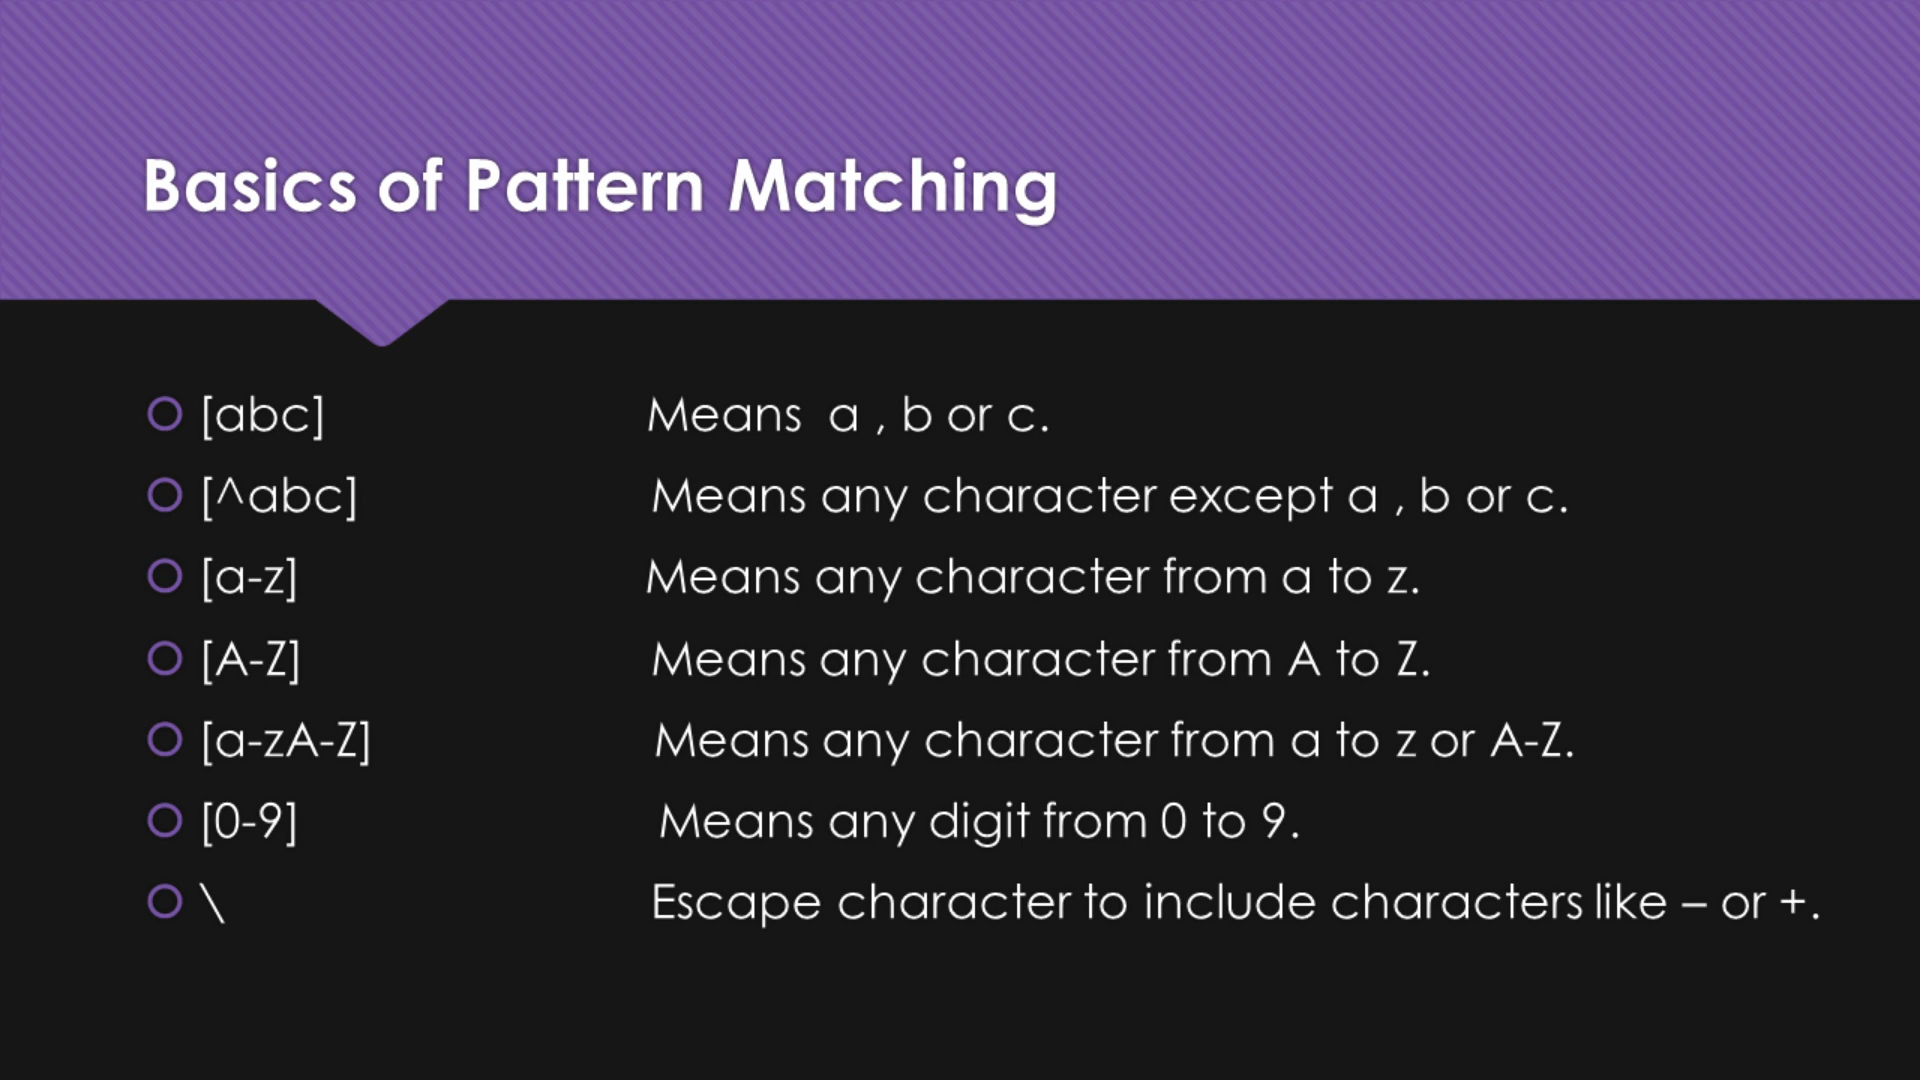 Basics of Pattern Matching
[abc] Means a , b or c.
[^abc] Means any character except a , b or c.
[a-z] Means any character from a to z.
[A-Z] Means any character from A to Z.
[a-zA-Z] Means any character from a to z or A-Z.
[0-9] Means any digit from 0 to 9.
\ Escape character to include characters like – or +.